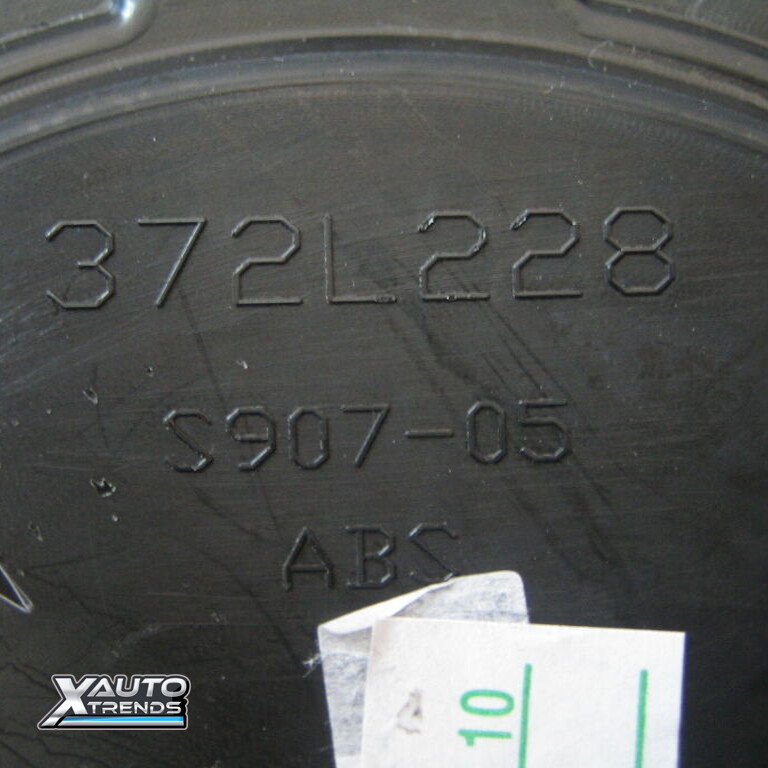 372L228
S907-05
ABS
XAUTO
XTRENDS
10